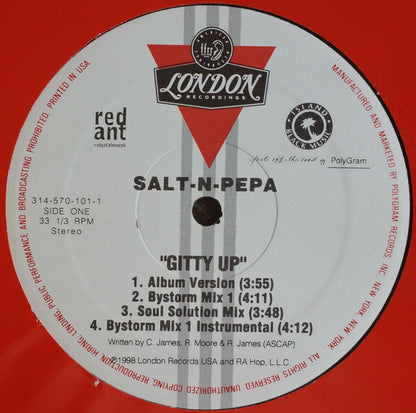 ffrr
LONDON
RECORDINGS
red
ant
entertainment
ISLAND
BLACK MUSIC
PolyGram
SALT-N-PEPA
314-570-101-1
SIDE ONE
33 1/3 RPM
Stereo
"GITTY UP"
1. Album Version (3:55)
2. Bystorm Mix 1 (4:11)
3. Soul Solution Mix (3:48)
4. Bystorm Mix 1 Instrumental (4:12)
Written by C. James, R. Moore & R. James (ASCAP)
©1998 London Records USA and RA Hop, L.L.C.
MANUFACTURED AND MARKETED BY POLYGRAM RECORDS INC. NEW YORK, NEW YORK. ALL RIGHTS RESERVED. UNAUTHORIZED COPYING, REPRODUCTION, HIRING, LENDING, PUBLIC PERFORMANCE AND BROADCASTING PROHIBITED. PRINTED IN USA.